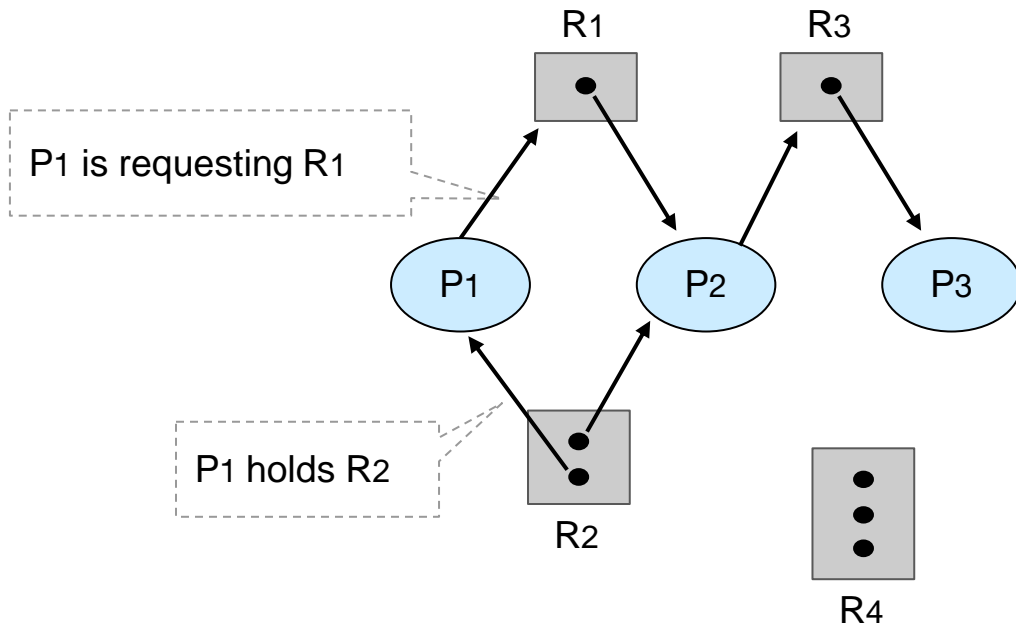 R1
R3
P1 is requesting R1
P1
P2
P3
P1 holds R2
R2
R4